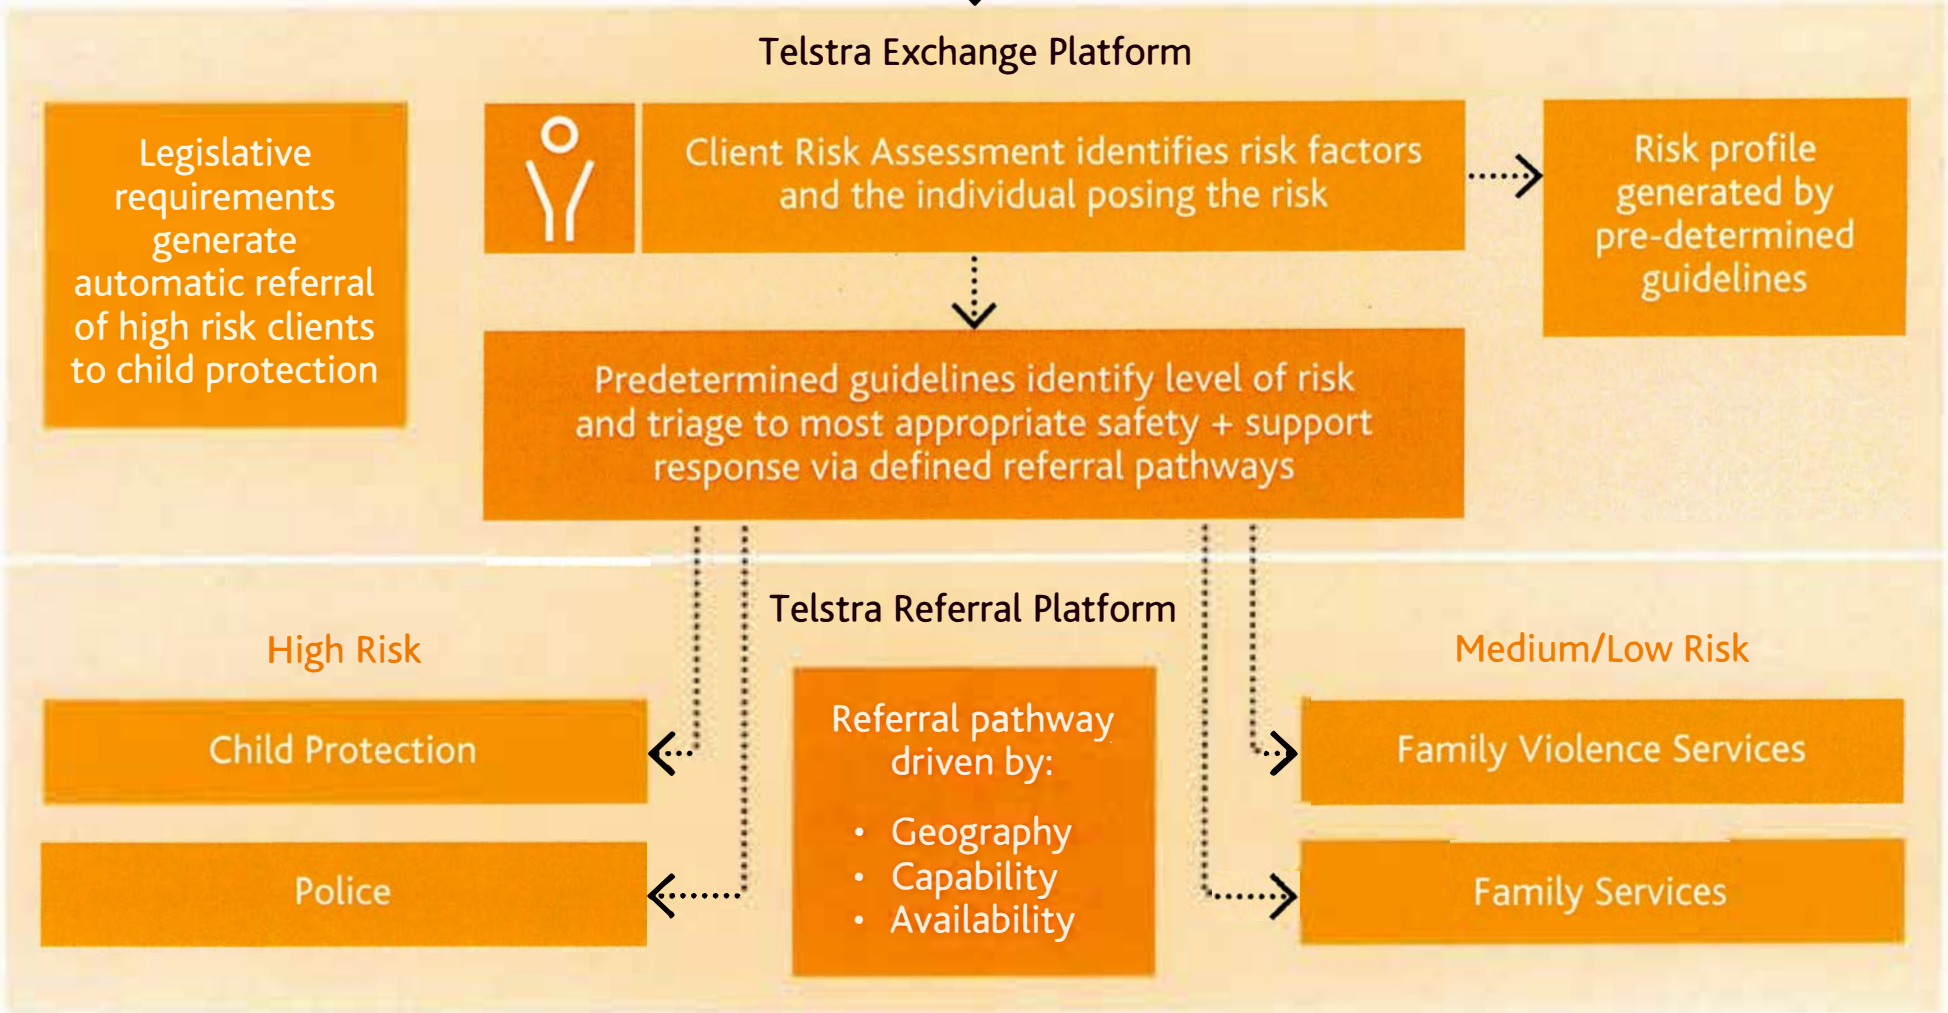 Telstra Exchange Platform
Legislative
requirements
generate
automatic referral
of high risk clients
to child protection
Client Risk Assessment identifies risk factors
and the individual posing the risk
Risk profile
generated by
pre-determined
guidelines
Predetermined guidelines identify level of risk
and triage to most appropriate safety + support
response via defined referral pathways
Telstra Referral Platform
High Risk
Child Protection
Police
Referral pathway
driven by:
• Geography
• Capability
• Availability
Medium/Low Risk
Family Violence Services
Family Services